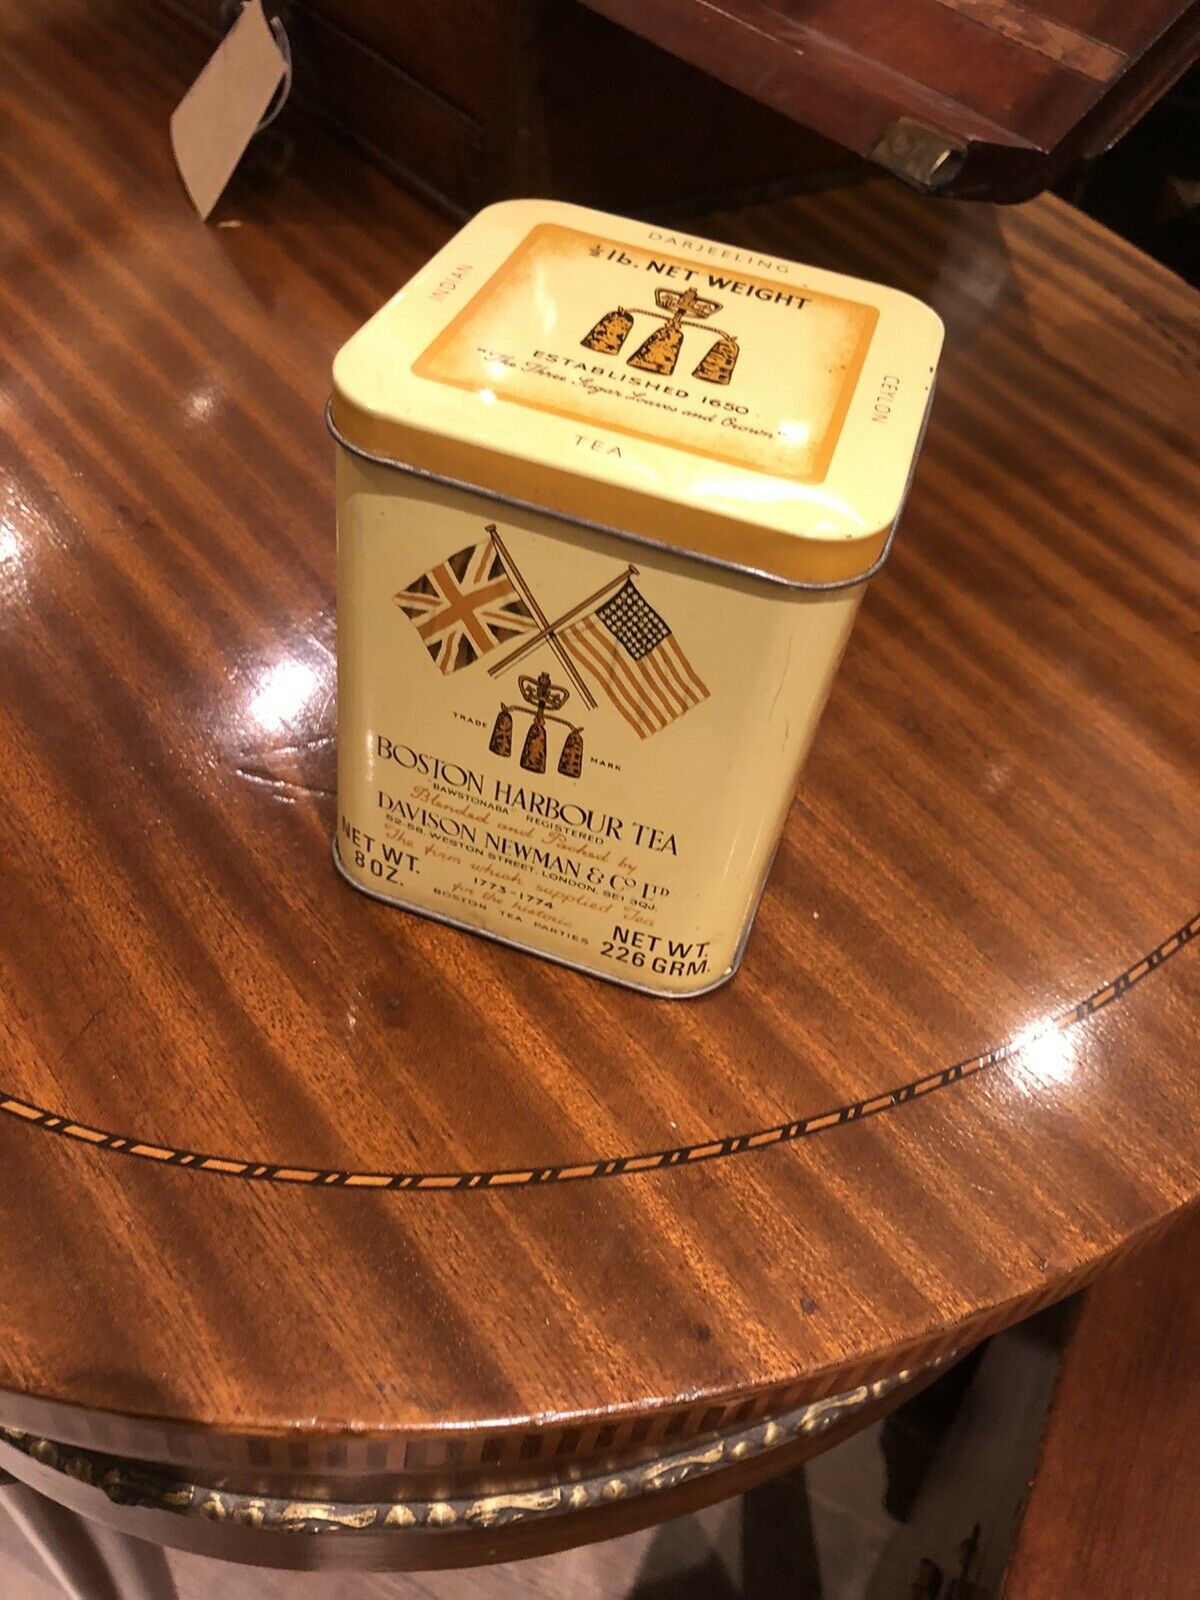 DARJEELING
INDIAN
½ lb. NET WEIGHT
ESTABLISHED 1650
"The Three Sugar Loaves and Crown"
CEYLON
TEA
TRADE MARK
BOSTON HARBOUR TEA
"BAWSTONABA" REGISTERED
Blended and Packed by
DAVISON NEWMAN & Co LTD
52-58, WESTON STREET, LONDON, SE1 3QJ.
The firm which supplied Tea
1773-1774
for the historic
BOSTON TEA PARTIES
NET WT.
8 OZ.
NET WT.
226 GRM.